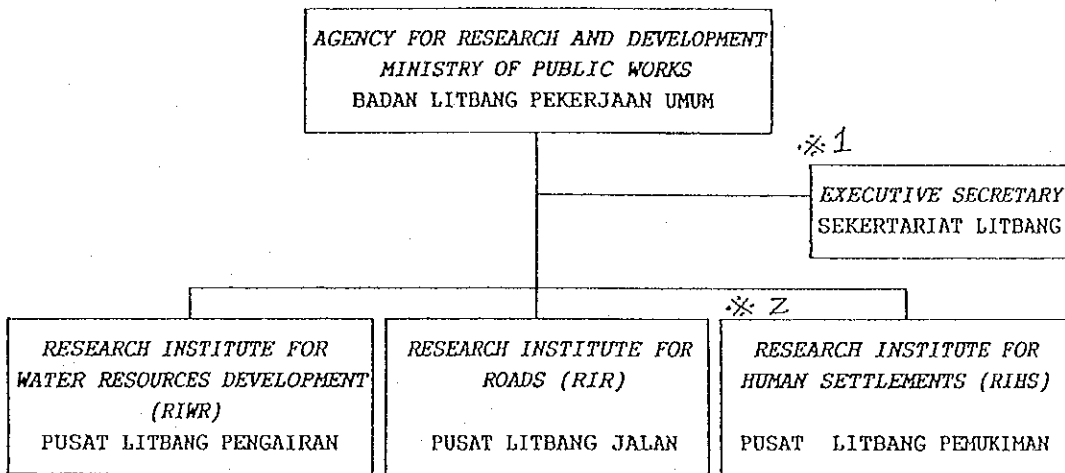 AGENCY FOR RESEARCH AND DEVELOPMENT
MINISTRY OF PUBLIC WORKS
BADAN LITBANG PEKERJAAN UMUM
※1
EXECUTIVE SECRETARY
SEKERTARIAT LITBANG
RESEARCH INSTITUTE FOR
WATER RESOURCES DEVELOPMENT
(RIWR)
PUSAT LITBANG PENGAIRAN
RESEARCH INSTITUTE FOR
ROADS (RIR)
PUSAT LITBANG JALAN
※2
RESEARCH INSTITUTE FOR
HUMAN SETTLEMENTS (RIHS)
PUSAT LITBANG PEMUKIMAN